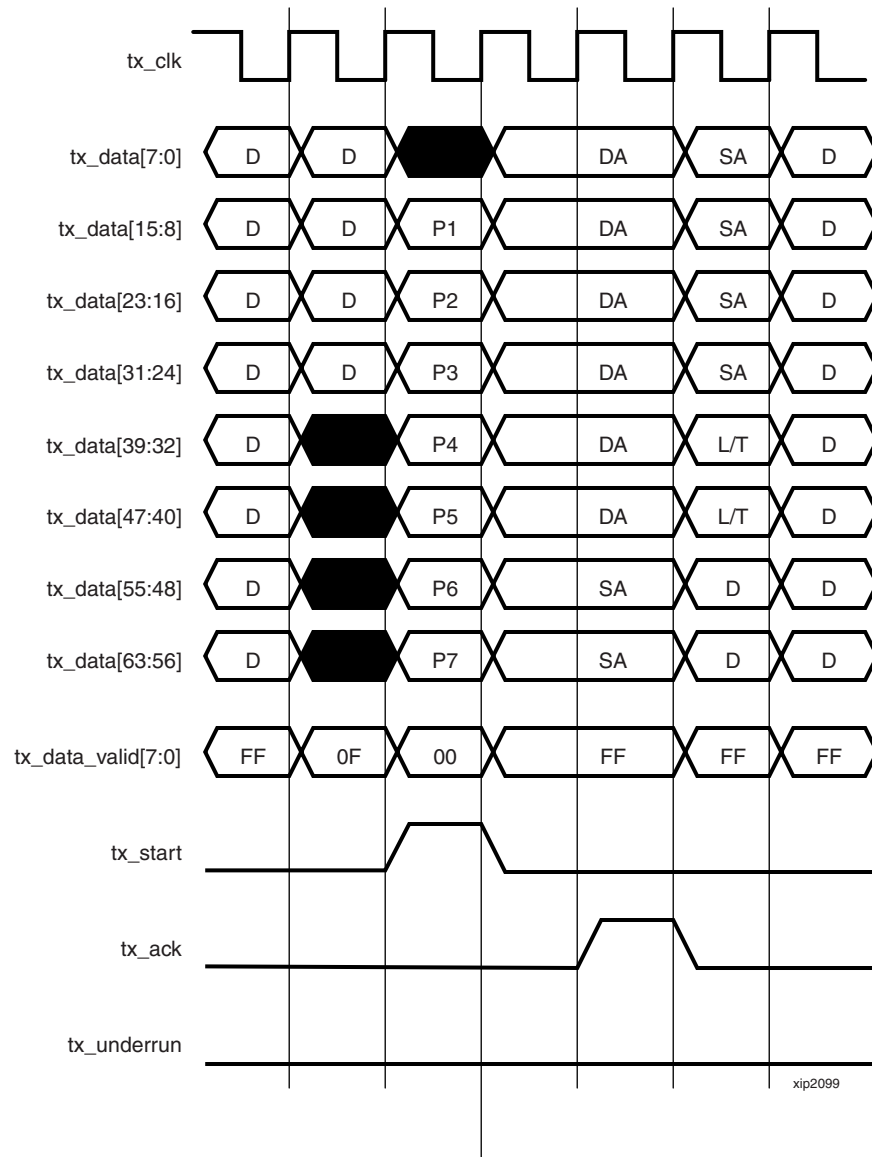 tx_clk
tx_data[7:0] D D DA SA D
tx_data[15:8] D D P1 DA SA D
tx_data[23:16] D D P2 DA SA D
tx_data[31:24] D D P3 DA SA D
tx_data[39:32] D P4 DA L/T D
tx_data[47:40] D P5 DA L/T D
tx_data[55:48] D P6 SA D D
tx_data[63:56] D P7 SA D D
tx_data_valid[7:0] FF 0F 00 FF FF FF
tx_start
tx_ack
tx_underrun
xip2099